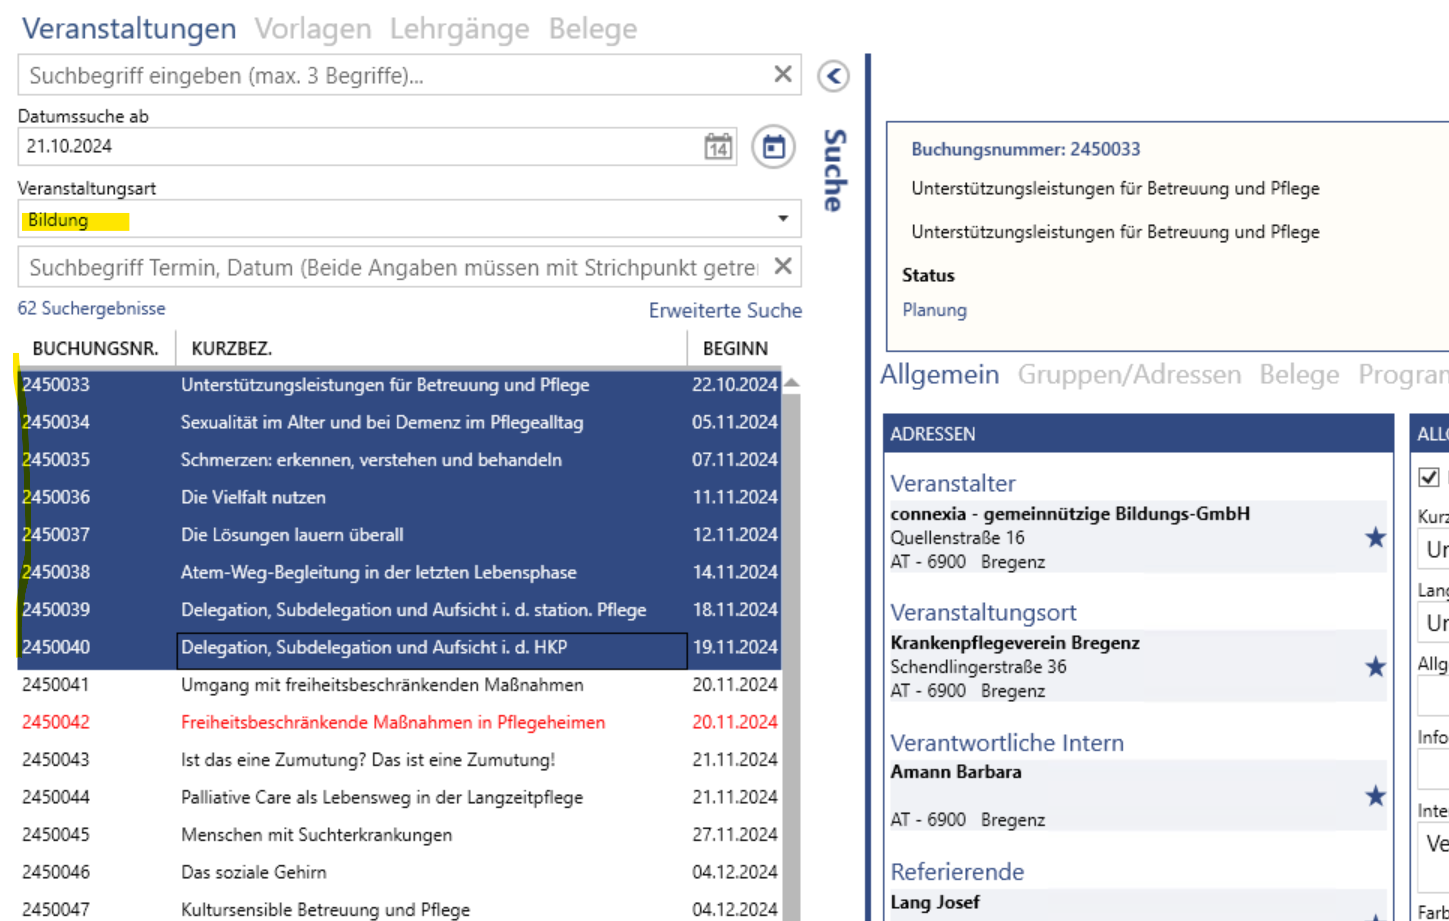 Veranstaltungen Vorlagen Lehrgänge Belege
Suchbegriff eingeben (max. 3 Begriffe)...
Datumssuche ab
21.10.2024
14
Veranstaltungsart
Bildung
Suchbegriff Termin, Datum (Beide Angaben müssen mit Strichpunkt getre
62 Suchergebnisse Erweiterte Suche
BUCHUNGSNR. KURZBEZ. BEGINN
2450033 Unterstützungsleistungen für Betreuung und Pflege 22.10.2024
2450034 Sexualität im Alter und bei Demenz im Pflegealltag 05.11.2024
2450035 Schmerzen: erkennen, verstehen und behandeln 07.11.2024
2450036 Die Vielfalt nutzen 11.11.2024
2450037 Die Lösungen lauern überall 12.11.2024
2450038 Atem-Weg-Begleitung in der letzten Lebensphase 14.11.2024
2450039 Delegation, Subdelegation und Aufsicht i. d. station. Pflege 18.11.2024
2450040 Delegation, Subdelegation und Aufsicht i. d. HKP 19.11.2024
2450041 Umgang mit freiheitsbeschränkenden Maßnahmen 20.11.2024
2450042 Freiheitsbeschränkende Maßnahmen in Pflegeheimen 20.11.2024
2450043 Ist das eine Zumutung? Das ist eine Zumutung! 21.11.2024
2450044 Palliative Care als Lebensweg in der Langzeitpflege 21.11.2024
2450045 Menschen mit Suchterkrankungen 27.11.2024
2450046 Das soziale Gehirn 04.12.2024
2450047 Kultursensible Betreuung und Pflege 04.12.2024
Suche
Buchungsnummer: 2450033
Unterstützungsleistungen für Betreuung und Pflege
Unterstützungsleistungen für Betreuung und Pflege
Status
Planung
Allgemein Gruppen/Adressen Belege Progran
ADRESSEN
Veranstalter
connexia - gemeinnützige Bildungs-GmbH
Quellenstraße 16
AT - 6900 Bregenz
Veranstaltungsort
Krankenpflegeverein Bregenz
Schendlingerstraße 36
AT - 6900 Bregenz
Verantwortliche Intern
Amann Barbara
AT - 6900 Bregenz
Referierende
Lang Josef
Kurz
Lang
Allg
Info
Inte
Ve
Farb